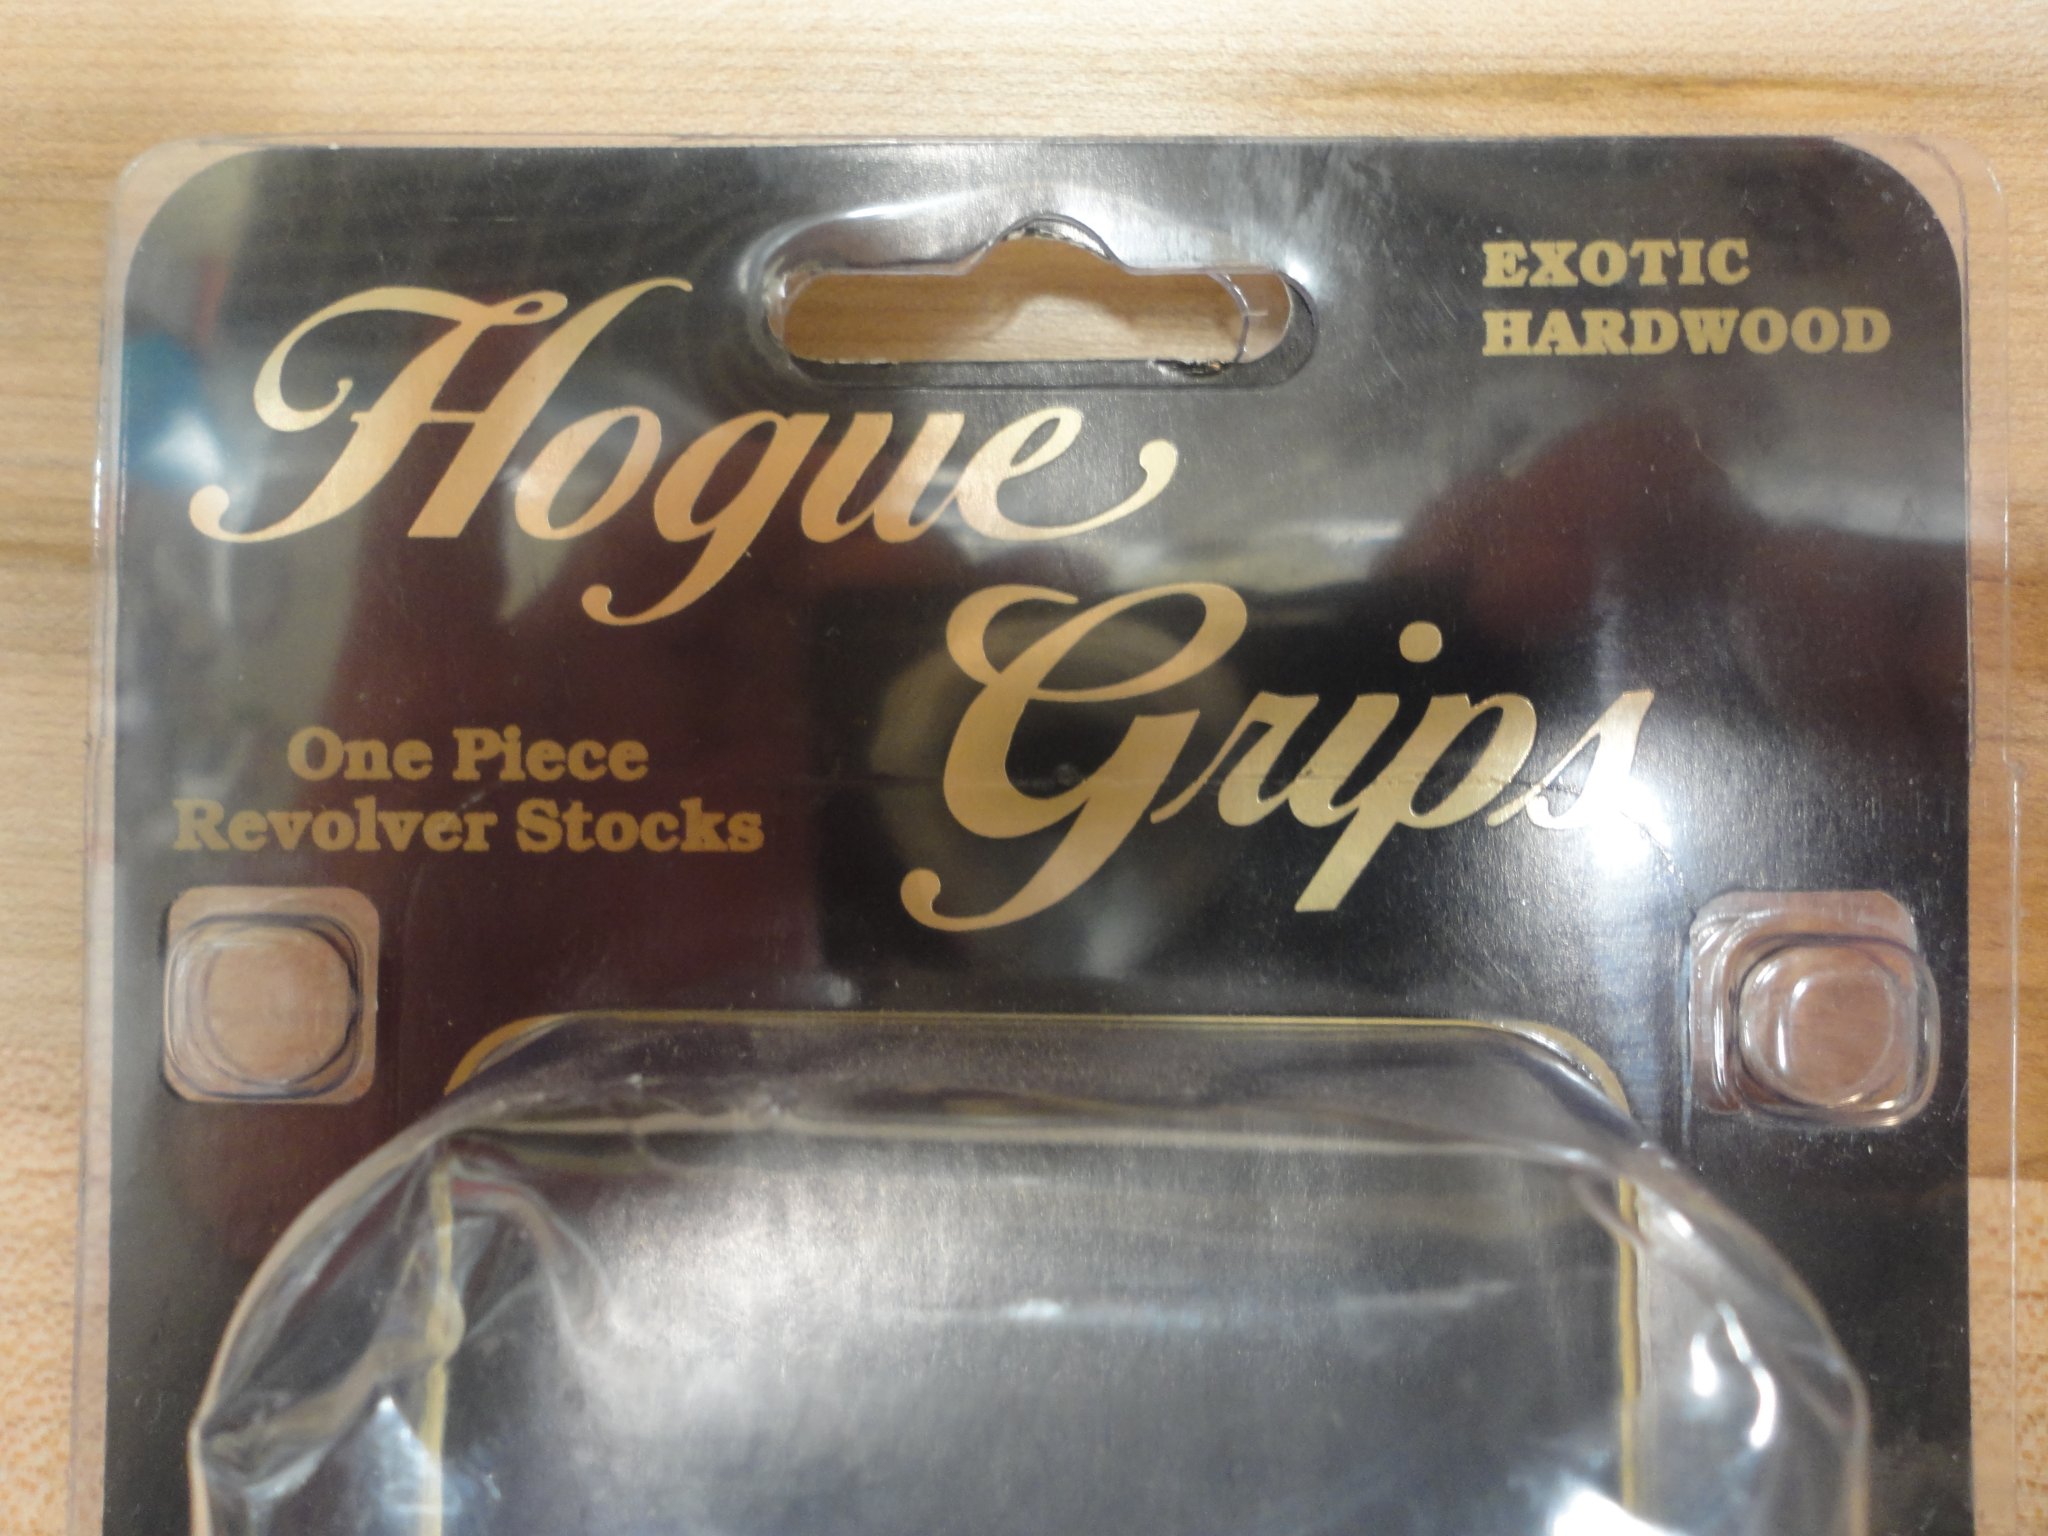 EXOTIC
HARDWOOD
Hogue
Grips
One Piece
Revolver Stocks